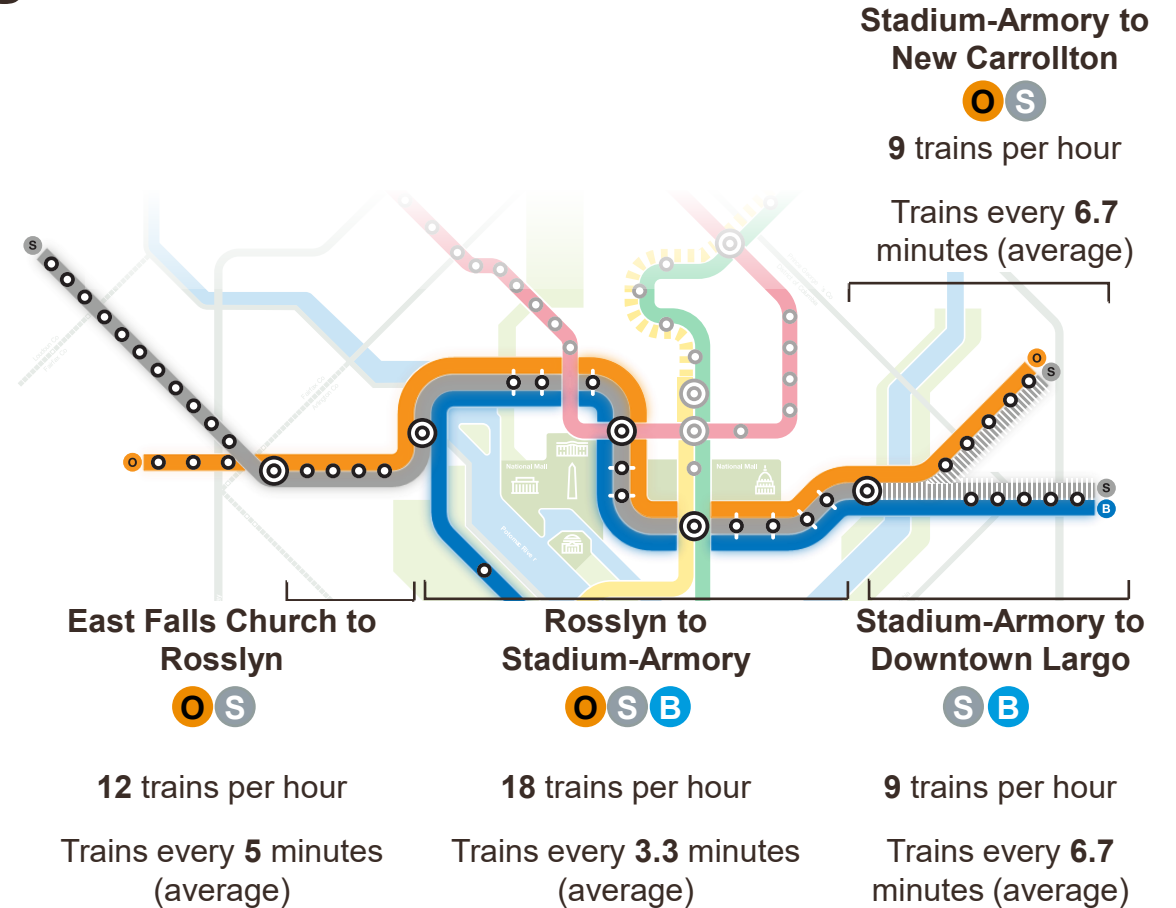 Stadium-Armory to
New Carrollton
O S
9 trains per hour
Trains every 6.7
minutes (average)
S
O
O
S
S
B
National Mall
National Mall
East Falls Church to
Rosslyn
O S
12 trains per hour
Trains every 5 minutes
(average)
Rosslyn to
Stadium-Armory
O S B
18 trains per hour
Trains every 3.3 minutes
(average)
Stadium-Armory to
Downtown Largo
S B
9 trains per hour
Trains every 6.7
minutes (average)